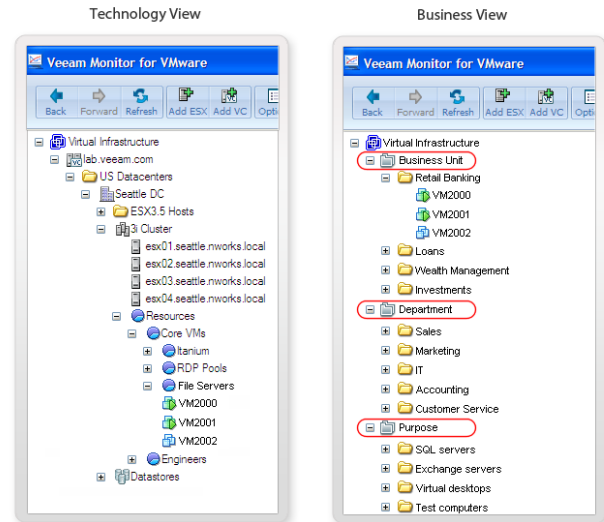 Technology View
Veeam Monitor for VMware
Back Forward Refresh Add ESX Add VC Opti
Virtual Infrastructure
lab.veeam.com
US Datacenters
Seattle DC
ESX3.5 Hosts
3i Cluster
esx01.seattle.nworks.local
esx02.seattle.nworks.local
esx03.seattle.nworks.local
esx04.seattle.nworks.local
Resources
Core VMs
Itanium
RDP Pools
File Servers
VM2000
VM2001
VM2002
Engineers
Datastores
Business View
Veeam Monitor for VMware
Back Forward Refresh Add ESX Add VC Opti
Virtual Infrastructure
Business Unit
Retail Banking
VM2000
VM2001
VM2002
Loans
Wealth Management
Investments
Department
Sales
Marketing
IT
Accounting
Customer Service
Purpose
SQL servers
Exchange servers
Virtual desktops
Test computers